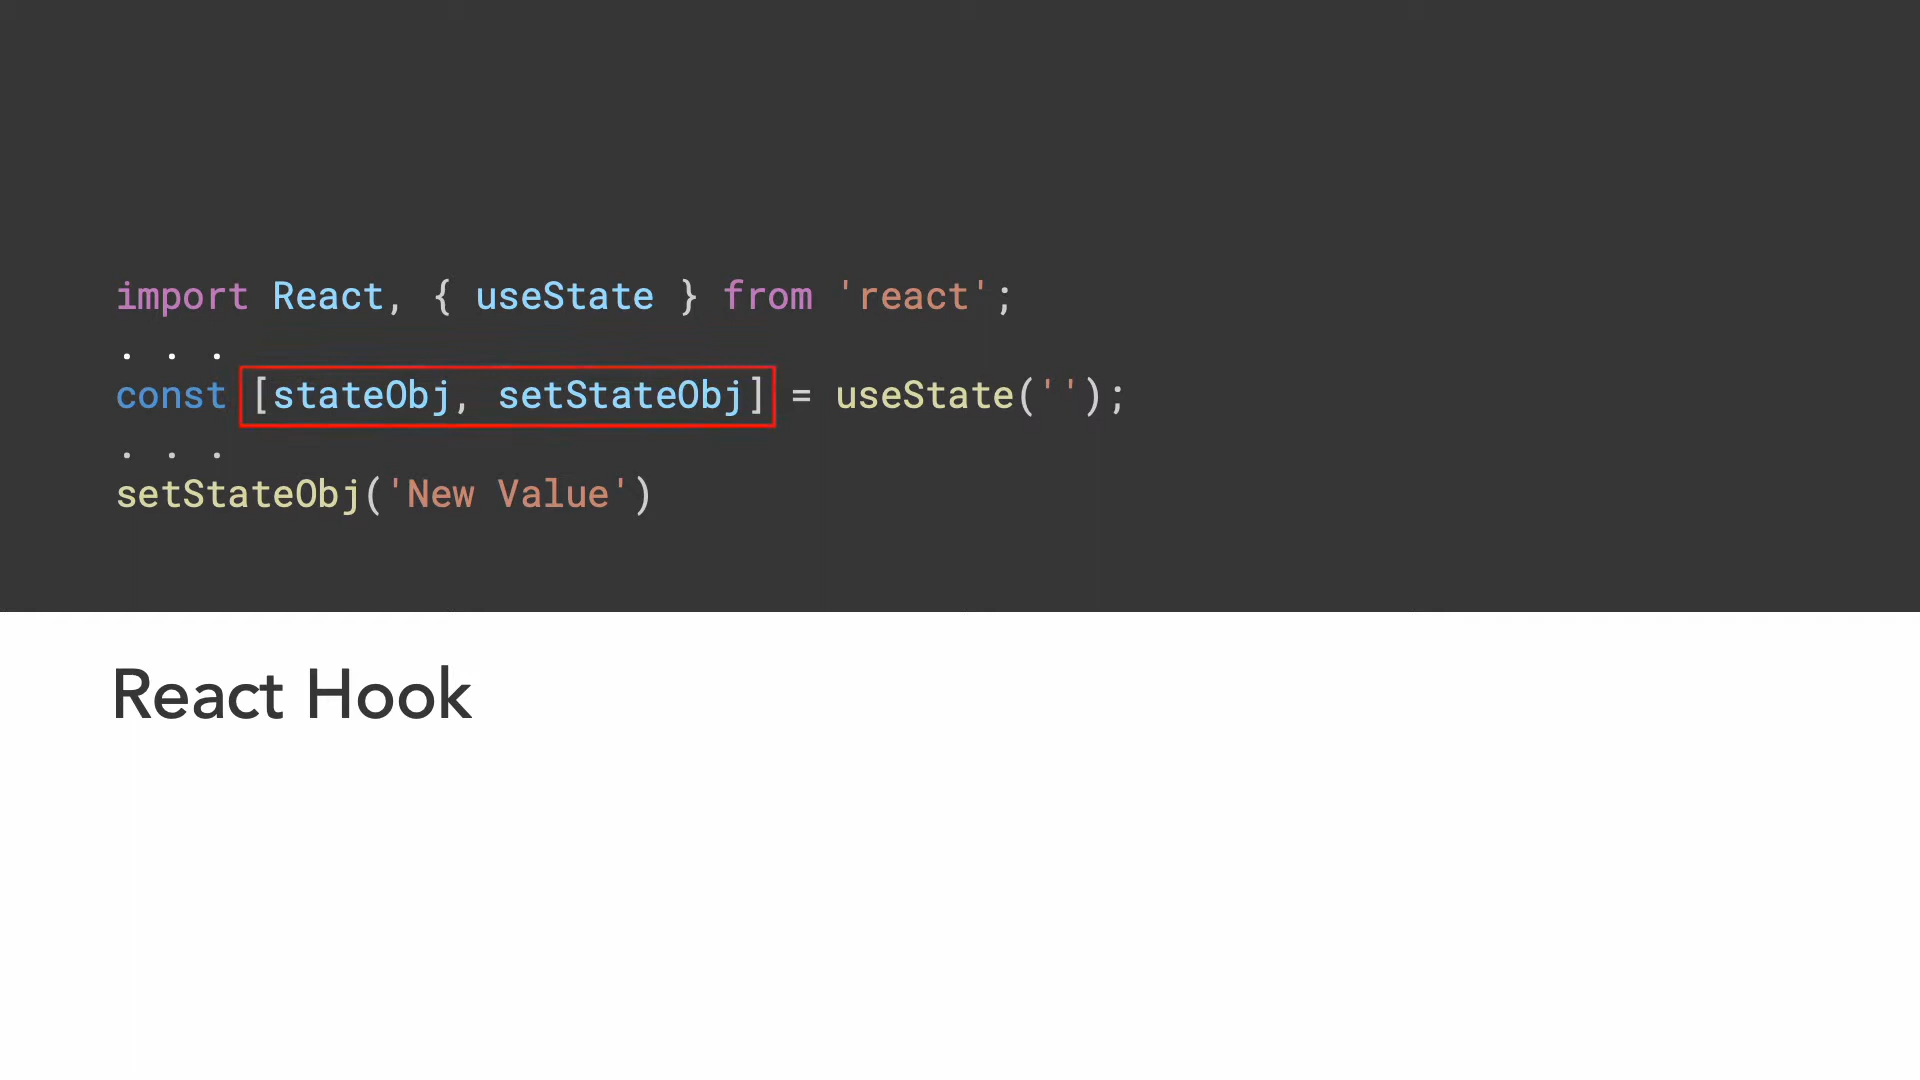 import React, { useState } from 'react';
. . .
const [stateObj, setStateObj] = useState('');
. . .
setStateObj('New Value')
React Hook